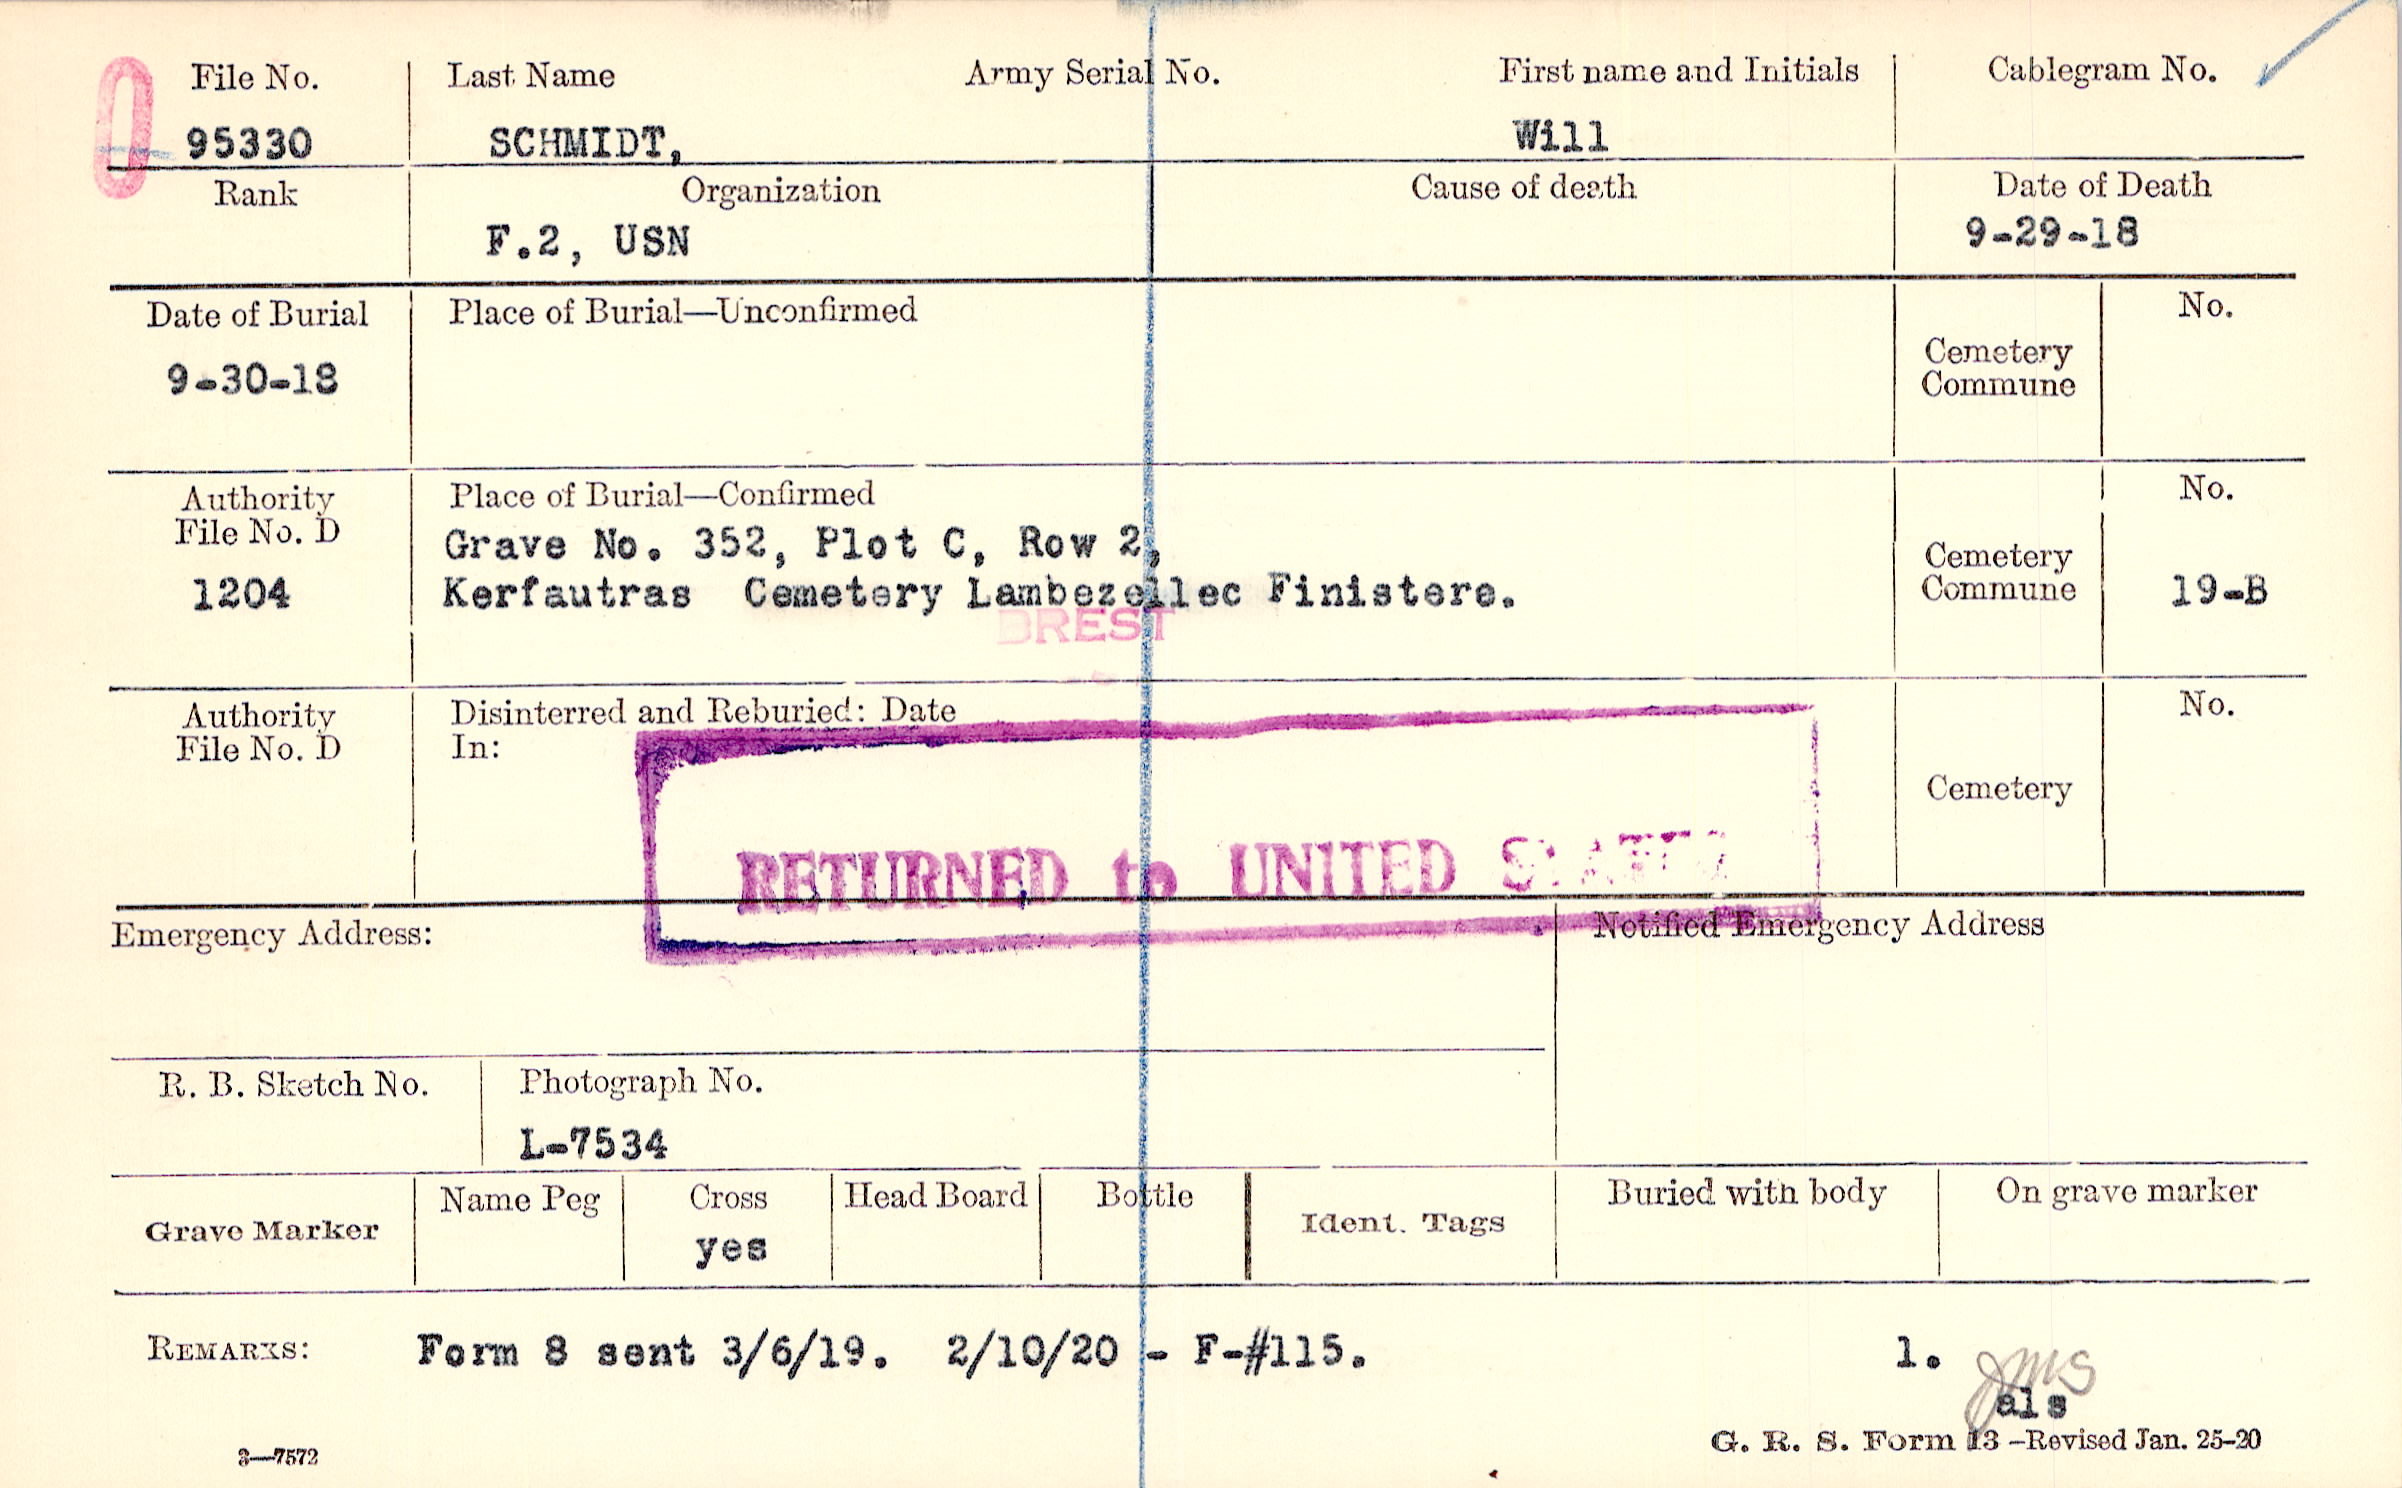 File No. Last Name Army Serial No. First name and Initials Cablegram No.
95330 SCHMIDT, Will
Rank Organization Cause of death Date of Death
F.2, USN 9-29-18
Date of Burial Place of Burial—Unconfirmed No.
9-30-18
Cemetery
Commune
Authority Place of Burial—Confirmed No.
File No. D
Grave No. 352, Plot C, Row 2,
1204 Kerfautras Cemetery Lambezellec Finistere.
Cemetery
Commune 19-B
BREST
Authority Disinterred and Reburied: Date No.
File No. D In:
Cemetery
RETURNED to UNITED STATES
Emergency Address: Notified Emergency Address
R. B. Sketch No. Photograph No.
L-7534
Grave Marker Name Peg Cross Head Board Bottle Ident. Tags Buried with body On grave marker
yes
REMARKS: Form 8 sent 3/6/19. 2/10/20 - F-#115. 1.
JMS
als
3—7572 G. R. S. Form 13 -Revised Jan. 25-20